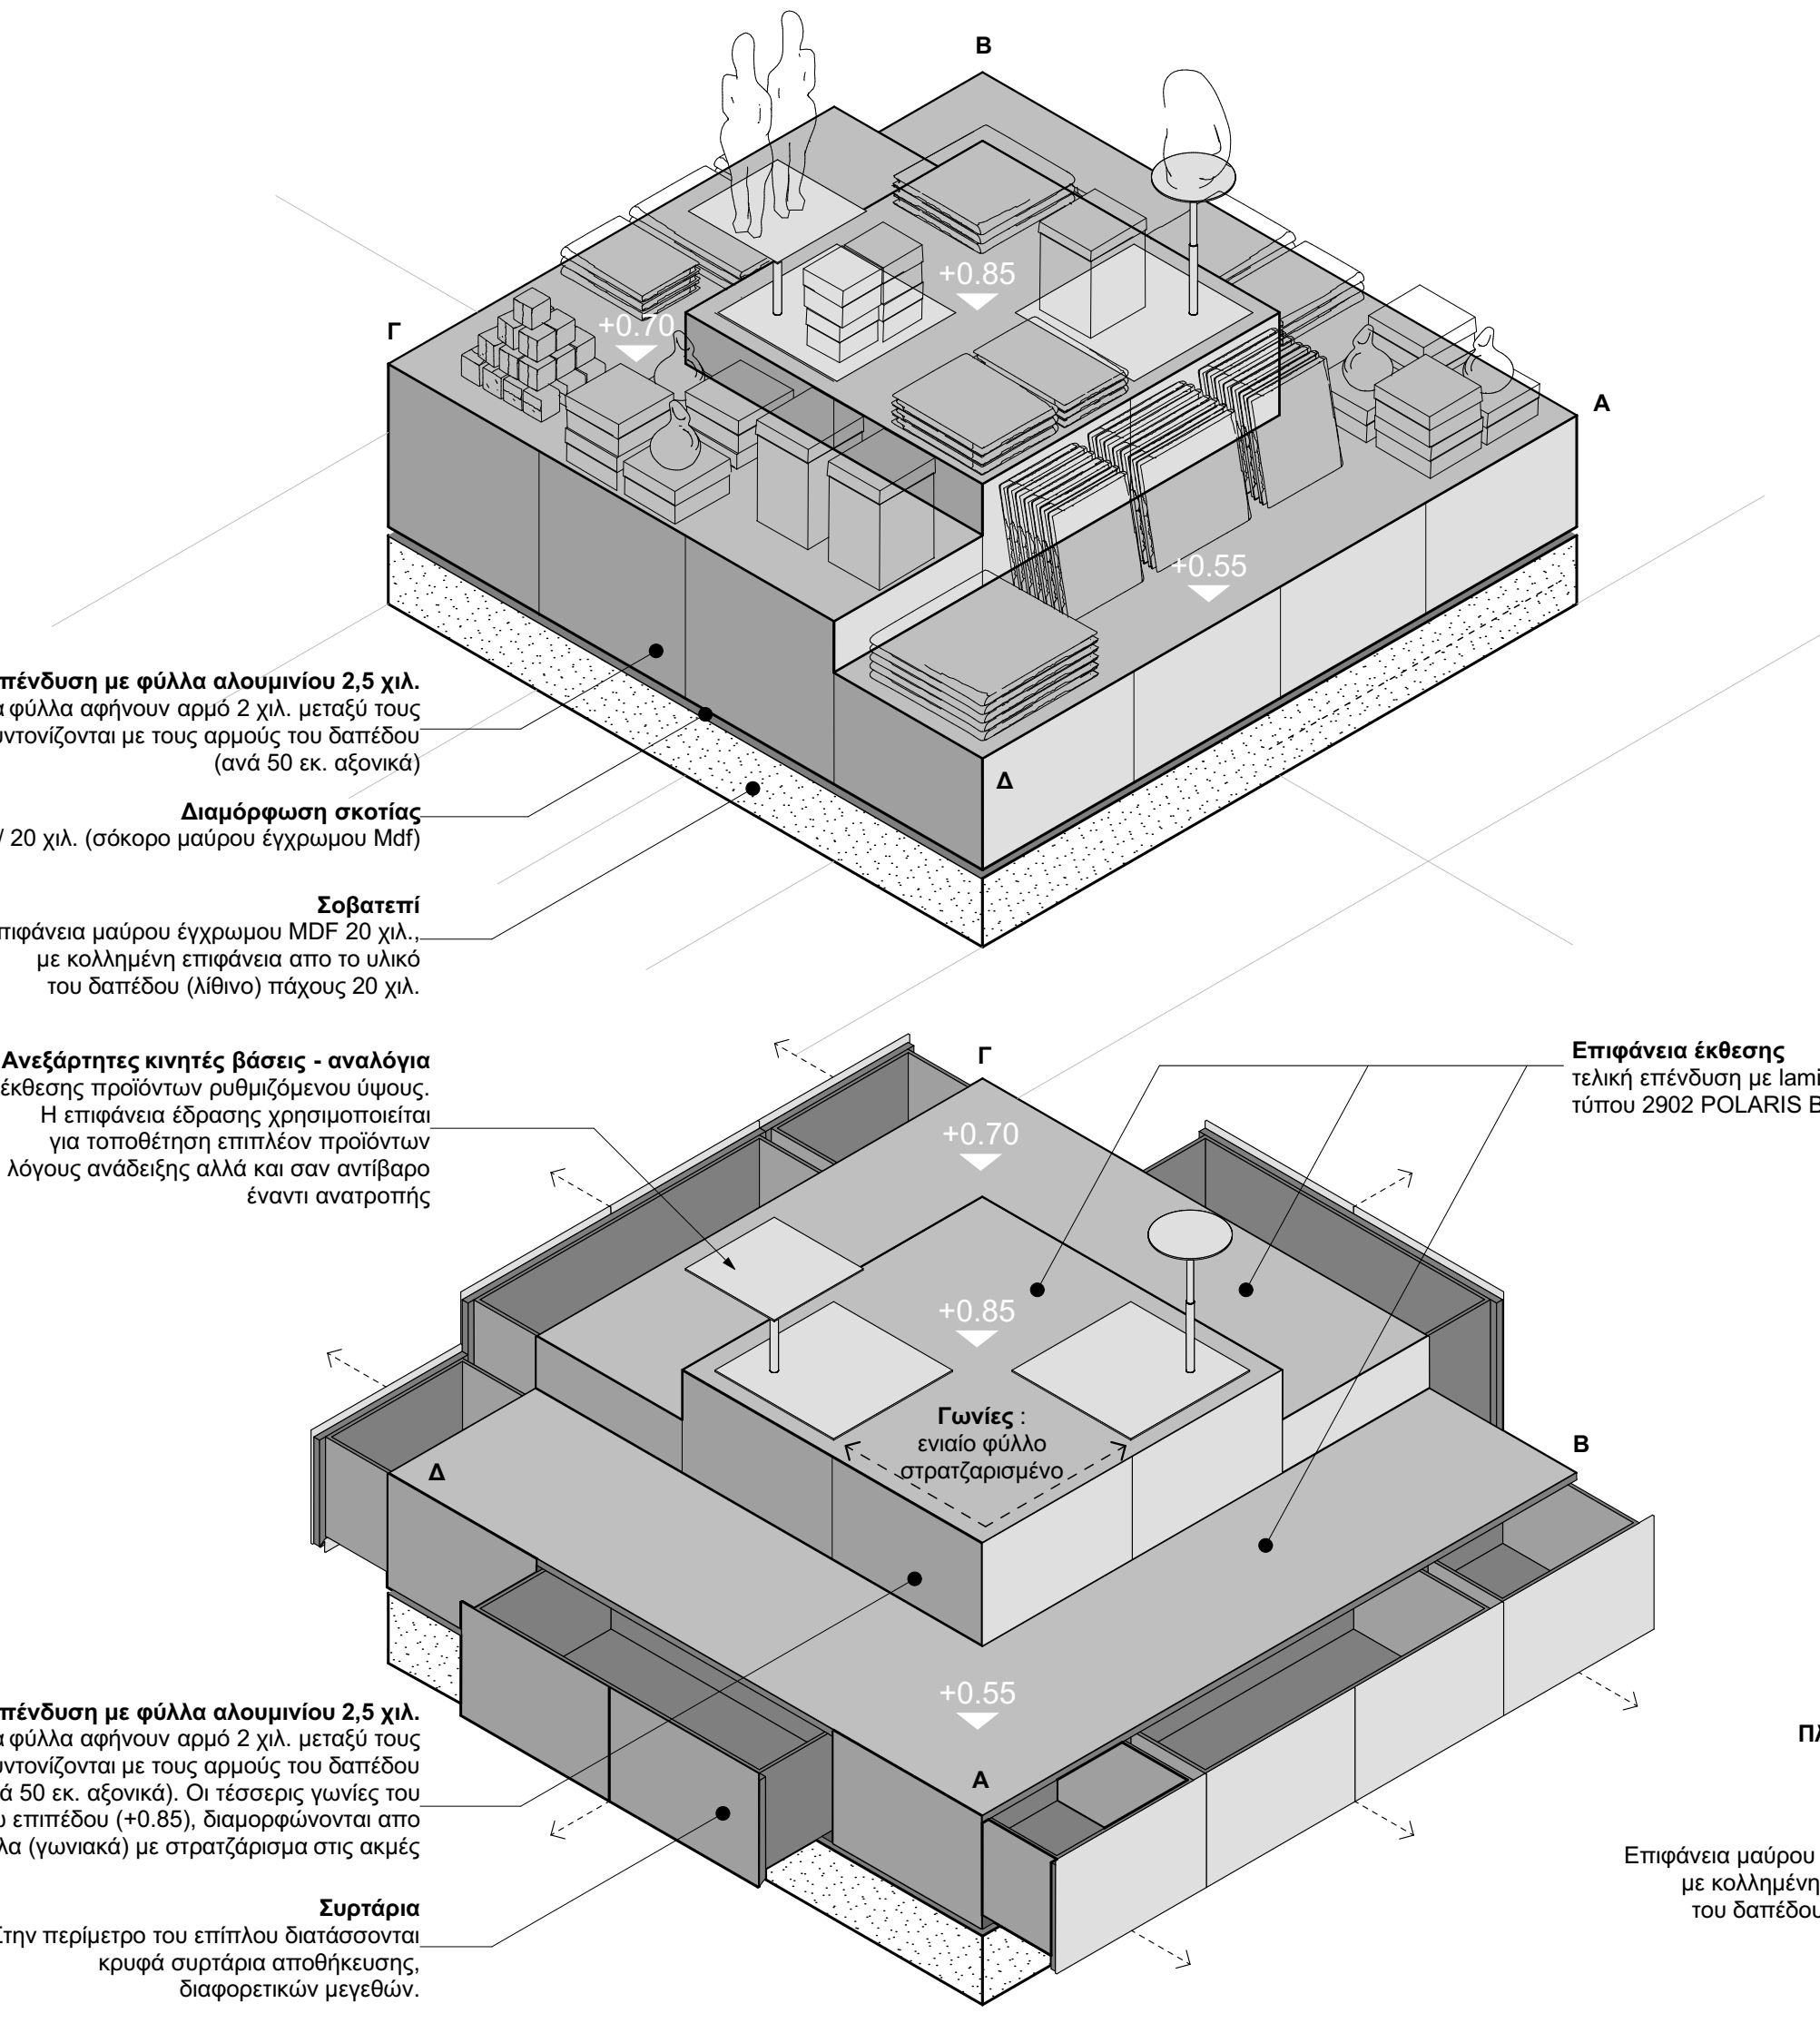 Β
+0.85
+0.70
Γ
Α
+0.55
Δ
φύλλα αλουμινίου 2,5 χιλ.
φύλλα αφήνουν αρμό 2 χιλ. μεταξύ τους
με τους αρμούς του δαπέδου
(ανά 50 εκ. αξονικά)
Διαμόρφωση σκοτίας
/ 20 χιλ. (σόκορο μαύρου έγχρωμου Mdf)
Σοβατεπί
μαύρου έγχρωμου MDF 20 χιλ.,
με κολλημένη επιφάνεια απο το υλικό
του δαπέδου (λίθινο) πάχους 20 χιλ.
Ανεξάρτητες κινητές βάσεις - αναλόγια
έκθεσης προϊόντων ρυθμιζόμενου ύψους.
Η επιφάνεια έδρασης χρησιμοποιείται
για τοποθέτηση επιπλέον προϊόντων
λόγους ανάδειξης αλλά και σαν αντίβαρο
έναντι ανατροπής
Γ
Επιφάνεια έκθεσης
τελική επένδυση με lami
τύπου 2902 POLARIS B
+0.70
+0.85
Γωνίες :
ενιαίο φύλλο
στρατζαρισμένο
Β
Δ
+0.55
Α
με φύλλα αλουμινίου 2,5 χιλ.
φύλλα αφήνουν αρμό 2 χιλ. μεταξύ τους
με τους αρμούς του δαπέδου
50 εκ. αξονικά). Οι τέσσερις γωνίες του
επιπέδου (+0.85), διαμορφώνονται απο
(γωνιακά) με στρατζάρισμα στις ακμές
Συρτάρια
Στην περίμετρο του επίπλου διατάσσονται
κρυφά συρτάρια αποθήκευσης,
διαφορετικών μεγεθών.
Επιφάνεια μαύρου
με κολλημένη
του δαπέδου